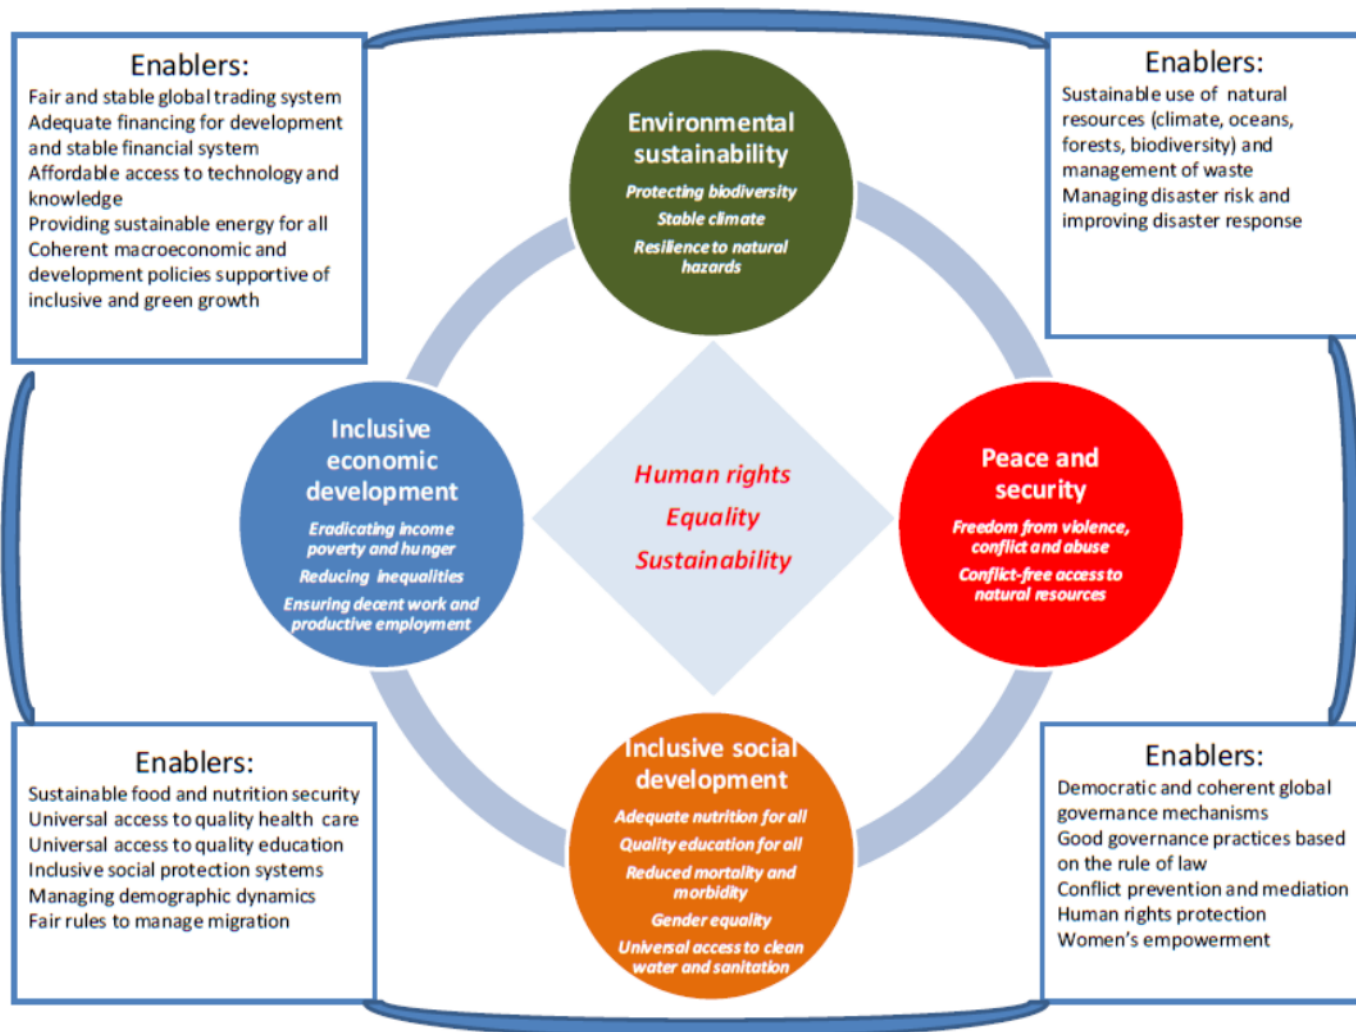 Enablers:
Fair and stable global trading system
Adequate financing for development
and stable financial system
Affordable access to technology and
knowledge
Providing sustainable energy for all
Coherent macroeconomic and
development policies supportive of
inclusive and green growth
Environmental
sustainability
Protecting biodiversity
Stable climate
Resilience to natural
hazards
Enablers:
Sustainable use of natural
resources (climate, oceans,
forests, biodiversity) and
management of waste
Managing disaster risk and
improving disaster response
Inclusive
economic
development
Eradicating income
poverty and hunger
Reducing inequalities
Ensuring decent work and
productive employment
Human rights
Equality
Sustainability
Peace and
security
Freedom from violence,
conflict and abuse
Conflict-free access to
natural resources
Enablers:
Sustainable food and nutrition security
Universal access to quality health care
Universal access to quality education
Inclusive social protection systems
Managing demographic dynamics
Fair rules to manage migration
Inclusive social
development
Adequate nutrition for all
Quality education for all
Reduced mortality and
morbidity
Gender equality
Universal access to clean
water and sanitation
Enablers:
Democratic and coherent global
governance mechanisms
Good governance practices based
on the rule of law
Conflict prevention and mediation
Human rights protection
Women's empowerment